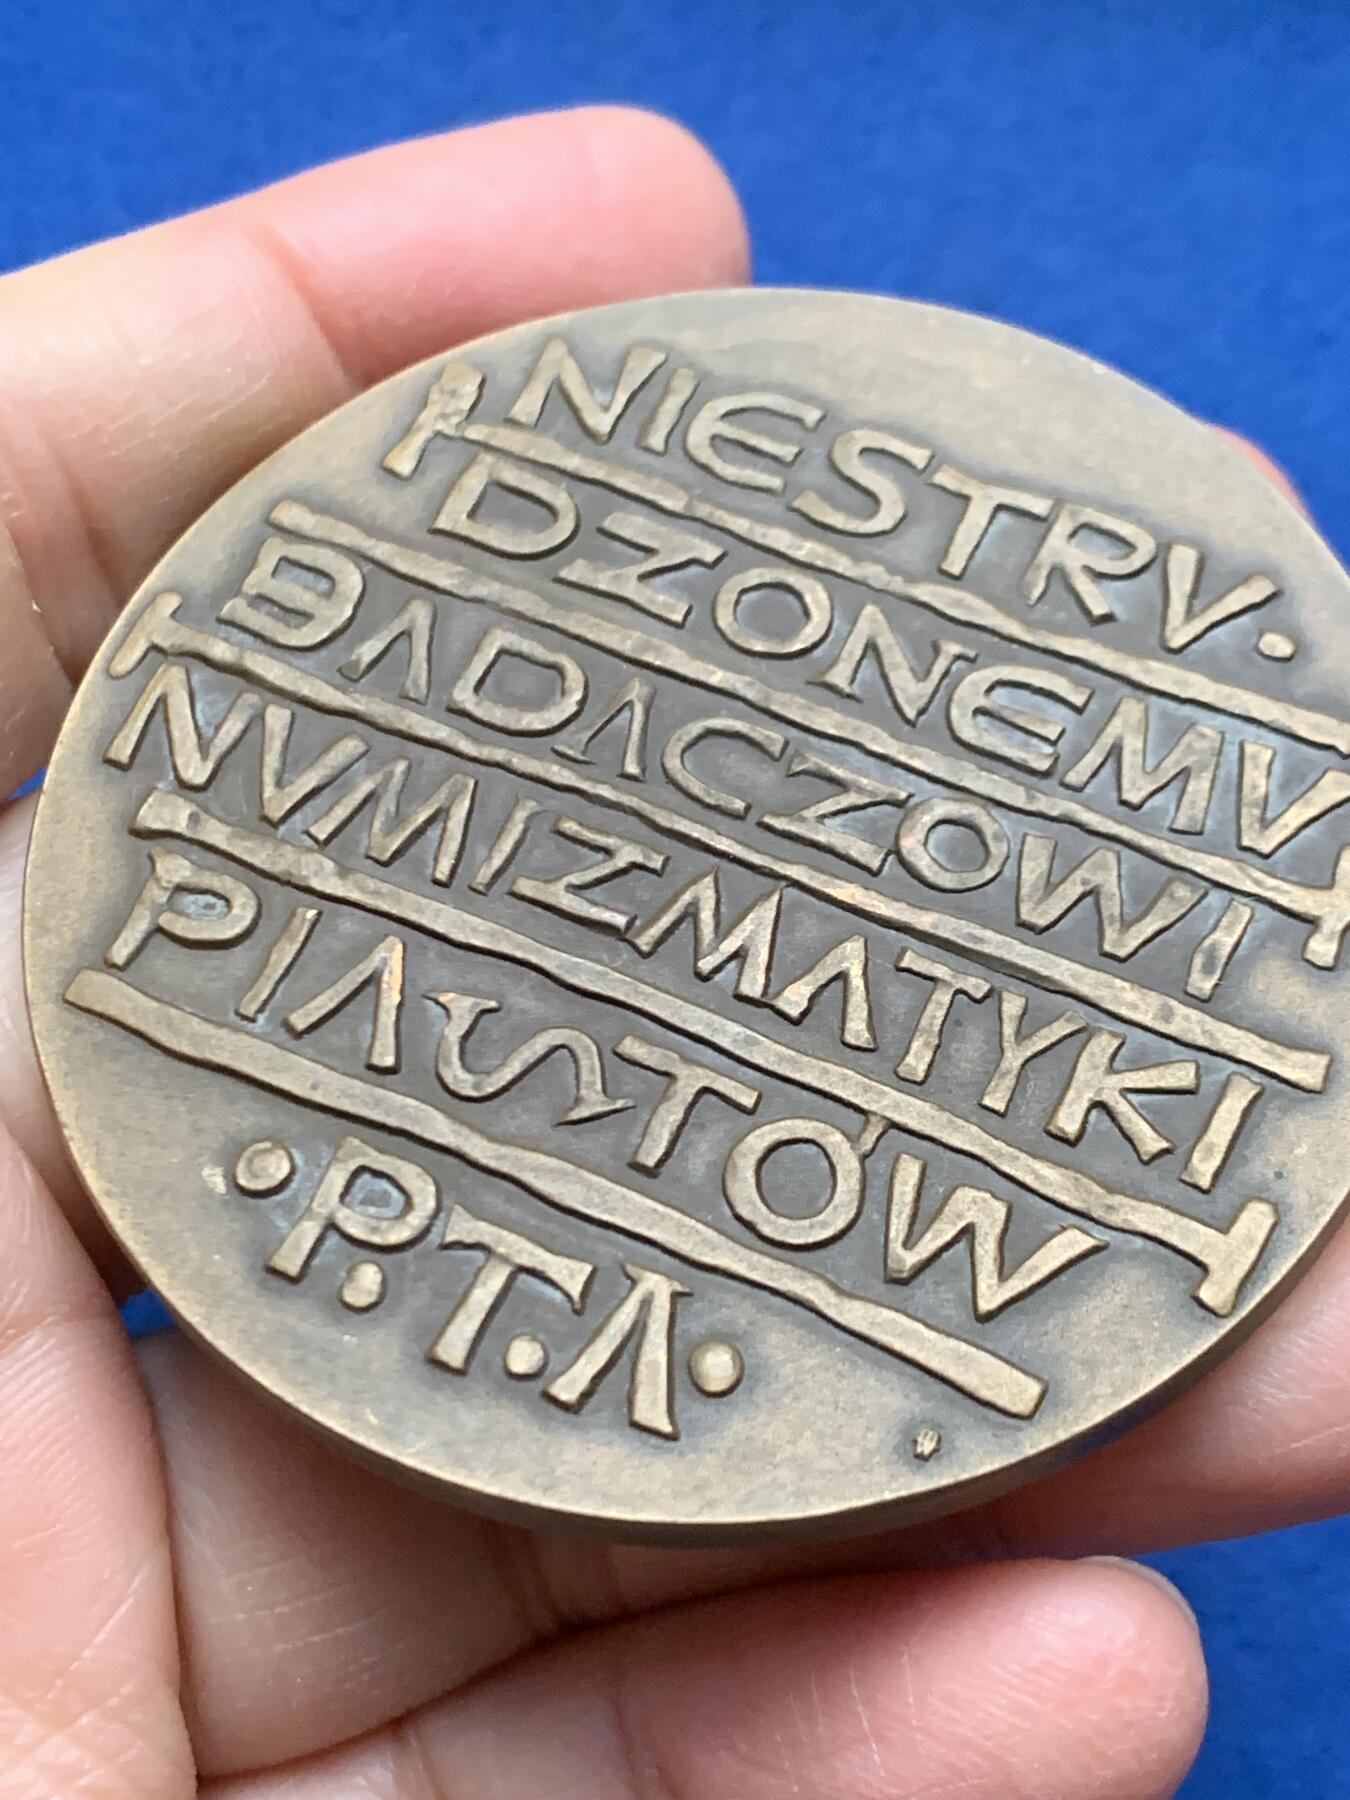 NIESTRV·
DZONEMV
BADACZOWI
NVMIZMATYKI
PIASTÓW
·P.T.A·